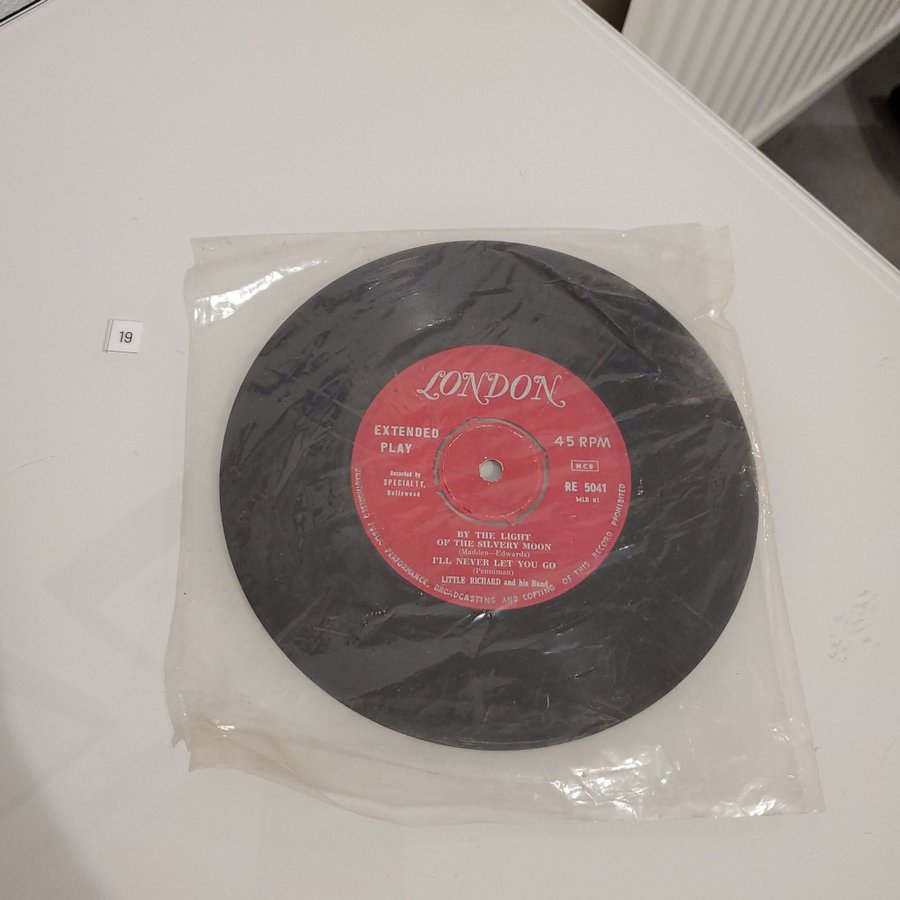 19
LONDON
EXTENDED
PLAY
45 RPM
Recorded by
SPECIALTY,
Hollywood
MCB
RE 5041
BY THE LIGHT
OF THE SILVERY MOON
(Madden—Edwards)
I'LL NEVER LET YOU GO
(Penniman)
LITTLE RICHARD and his Band
UNAUTHORISED PUBLIC PERFORMANCE, BROADCASTING AND COPYING OF THIS RECORD PROHIBITED